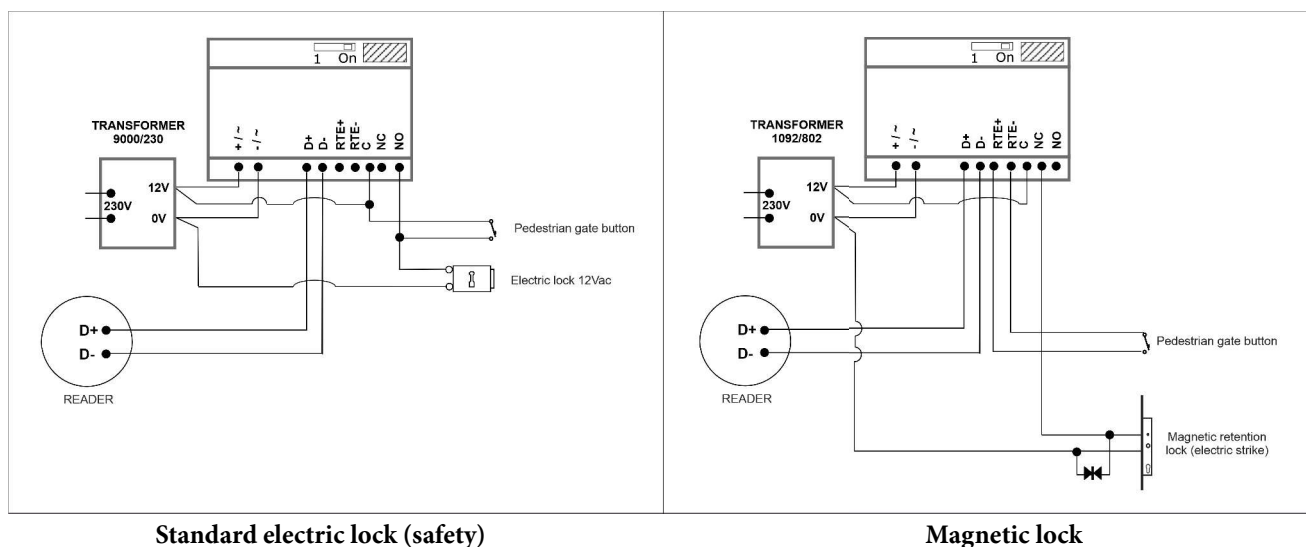 1 On
+ / ~
- / ~
D+
D-
RTE+
RTE-
C
NC
NO
TRANSFORMER
9000/230
12V
230V
0V
Pedestrian gate button
Electric lock 12Vac
D+
D-
READER
Standard electric lock (safety)
1 On
+ / ~
- / ~
D+
D-
RTE+
RTE-
C
NC
NO
TRANSFORMER
1092/802
12V
230V
0V
D+
D-
READER
Pedestrian gate button
Magnetic retention
lock (electric strike)
Magnetic lock